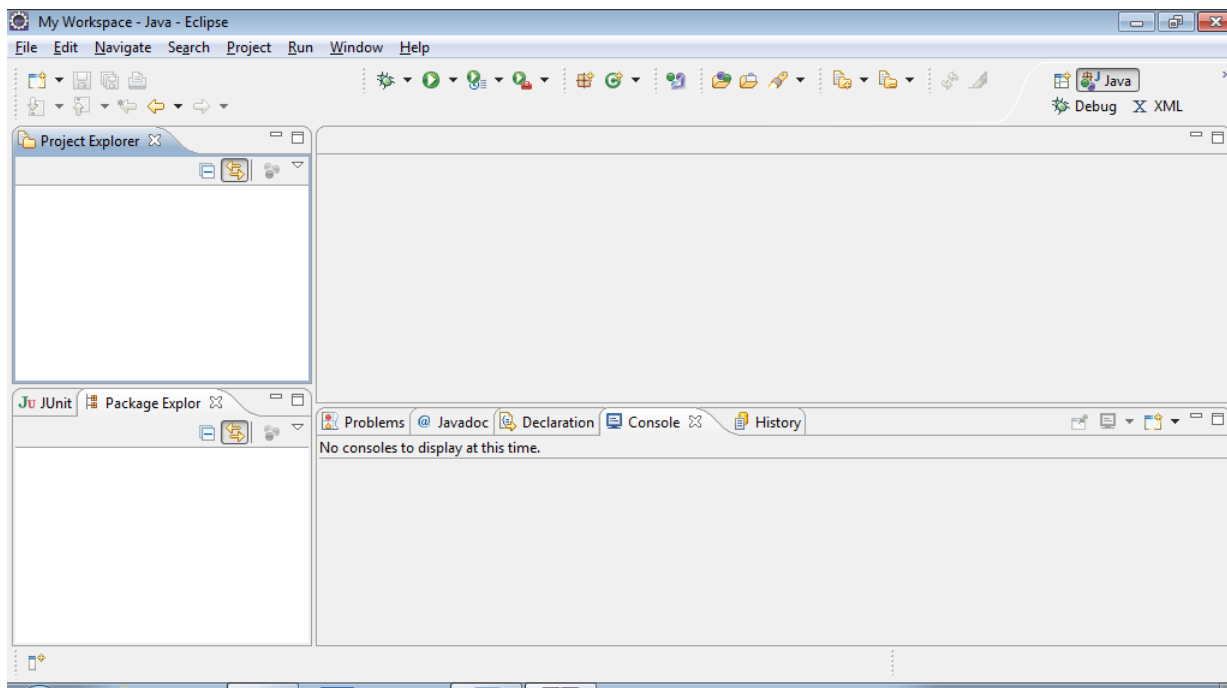 My Workspace - Java - Eclipse
File Edit Navigate Search Project Run Window Help
Java
Debug X XML
Project Explorer
Ju JUnit Package Explor
Problems @ Javadoc Declaration Console History
No consoles to display at this time.